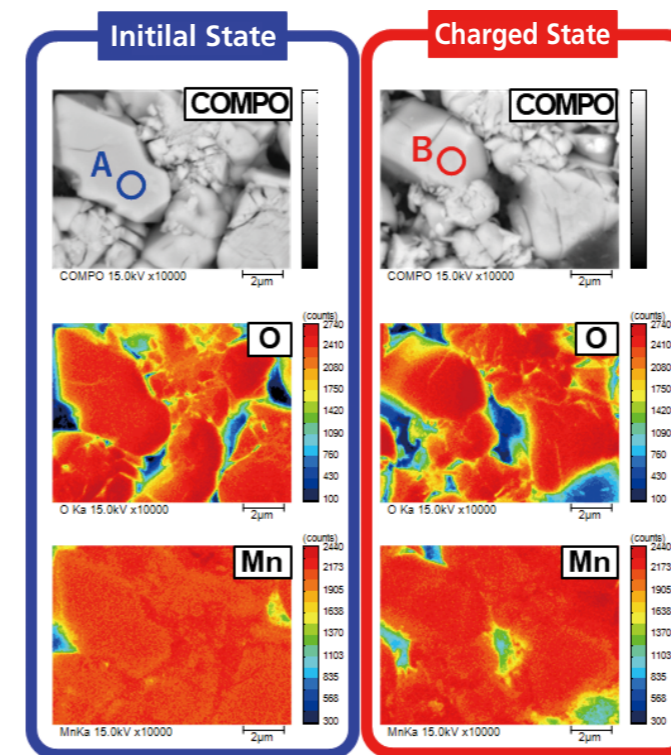 Initilal State
Charged State
COMPO
A
COMPO 15.0kV x10000
2μm
COMPO
B
COMPO 15.0kV x10000
2μm
O
(counts)
2740
2410
2080
1750
1420
1090
760
430
100
O Ka 15.0kV x10000
2μm
O
(counts)
2740
2410
2080
1750
1420
1090
760
430
100
O Ka 15.0kV x10000
2μm
Mn
(counts)
2440
2173
1905
1638
1370
1103
835
568
300
MnKa 15.0kV x10000
2μm
Mn
(counts)
2440
2173
1905
1638
1370
1103
835
568
300
MnKa 15.0kV x10000
2μm